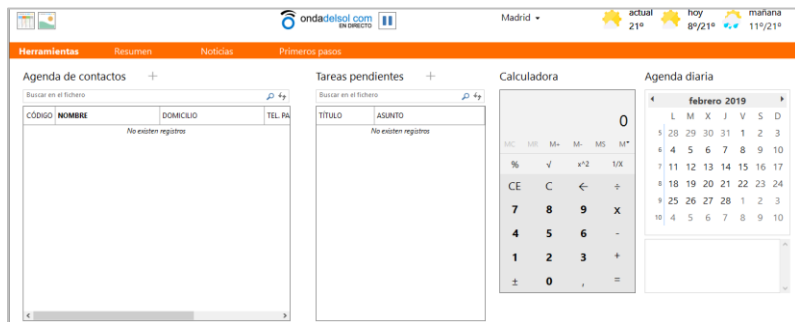 ondadelsol com
EN DIRECTO
Madrid
actual
21º
hoy
8º/21º
mañana
11º/21º
Herramientas Resumen Noticias Primeros pasos
Agenda de contactos +
Buscar en el fichero
CÓDIGO NOMBRE DOMICILIO TEL. PA
No existen registros
Tareas pendientes +
Buscar en el fichero
TÍTULO ASUNTO
No existen registros
Calculadora
0
MC MR M+ M- MS M
% √ x^2 1/X
CE C ← ÷
7 8 9 x
4 5 6 -
1 2 3 +
± 0 , =
Agenda diaria
febrero 2019
L M X J V S D
5 28 29 30 31 1 2 3
6 4 5 6 7 8 9 10
7 11 12 13 14 15 16 17
8 18 19 20 21 22 23 24
9 25 26 27 28 1 2 3
10 4 5 6 7 8 9 10